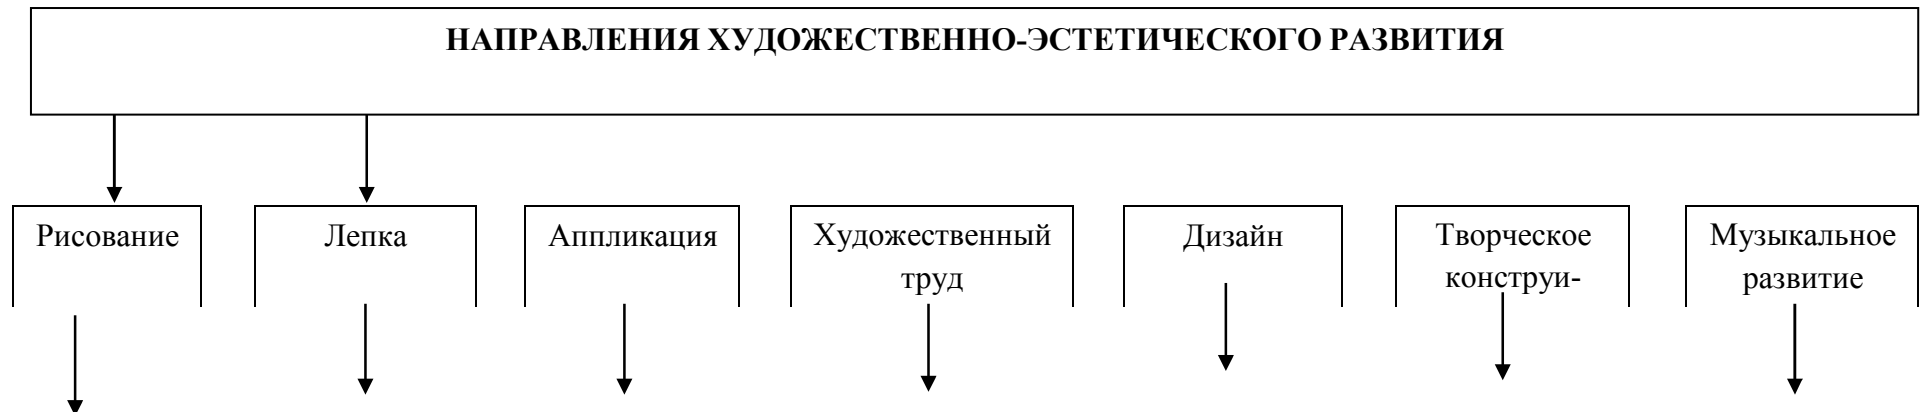 НАПРАВЛЕНИЯ ХУДОЖЕСТВЕННО-ЭСТЕТИЧЕСКОГО РАЗВИТИЯ
Рисование
Лепка
Аппликация
Художественный
труд
Дизайн
Творческое
конструи-
Музыкальное
развитие